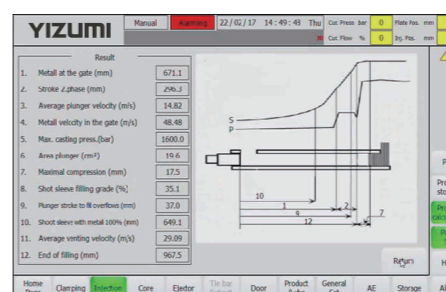 YIZUMI
Manual
Alarming
22/02/17 14:49:43 Thu
Cut Press bar 0
Plate Pos. mm
Cut Flow % 0
Inj. Pos. mm
Result
1. Metall at the gate (mm) 671.1
2. Stroke 2.phase (mm) 296.3
3. Average plunger velocity (m/s) 14.82
4. Metall velocity in the gate (m/s) 48.48
5. Max. casting press.(bar) 1600.0
6. Area plunger (cm²) 19.6
7. Maximal compression (mm) 17.5
8. Shot sleeve filling grade (%) 35.1
9. Plunger stroke to fill overflows (mm) 37.0
10. Shoot sleeve with metal 100% (mm) 649.1
11. Average venting velocity (m/s) 29.09
12. End of filling (mm) 967.5
S
P
10
1
2
9
7
12
Return
Home
Clamping
Injection
Core
Ejector
Tie bar
Door
Product
General
AE
Storage